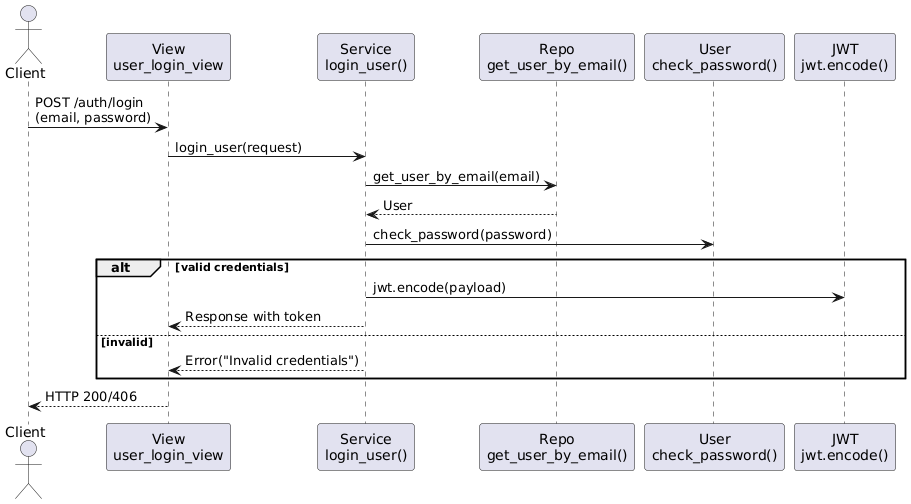 Client
View
user_login_view
Service
login_user()
Repo
get_user_by_email()
User
check_password()
JWT
jwt.encode()
POST /auth/login
(email, password)
login_user(request)
get_user_by_email(email)
User
check_password(password)
alt
[valid credentials]
jwt.encode(payload)
Response with token
[invalid]
Error("Invalid credentials")
HTTP 200/406
Client
View
user_login_view
Service
login_user()
Repo
get_user_by_email()
User
check_password()
JWT
jwt.encode()